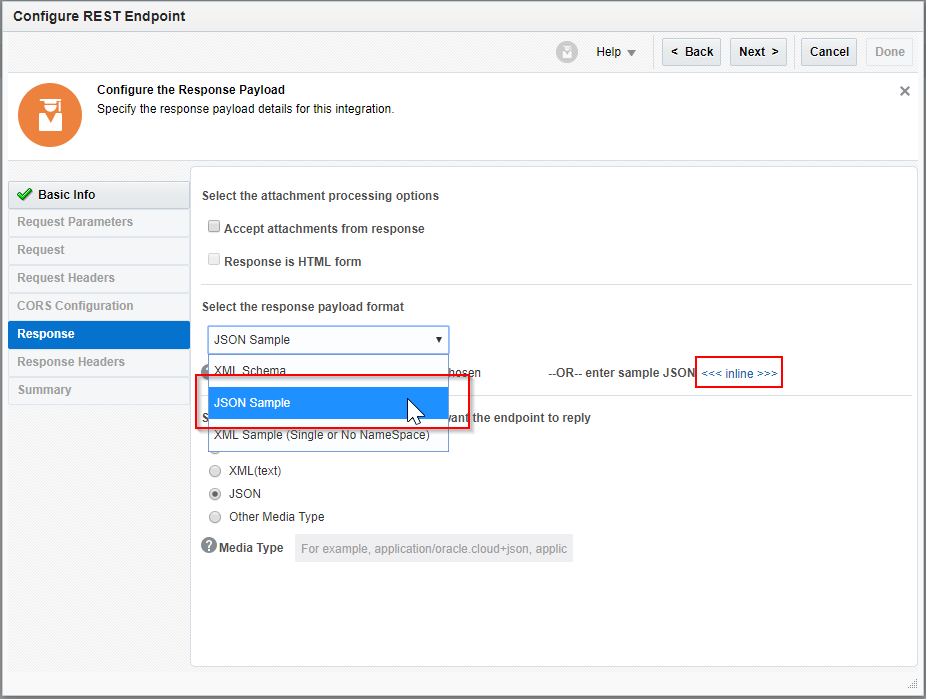 Configure REST Endpoint
Help
< Back
Next >
Cancel
Done
Configure the Response Payload
Specify the response payload details for this integration.
Basic Info
Request Parameters
Request
Request Headers
CORS Configuration
Response
Response Headers
Summary
Select the attachment processing options
Accept attachments from response
Response is HTML form
Select the response payload format
JSON Sample
XML Schema
hosen --OR-- enter sample JSON <<< inline >>>
JSON Sample
S want the endpoint to reply
XML Sample (Single or No NameSpace)
XML(text)
JSON
Other Media Type
? Media Type For example, application/oracle.cloud+json, applic